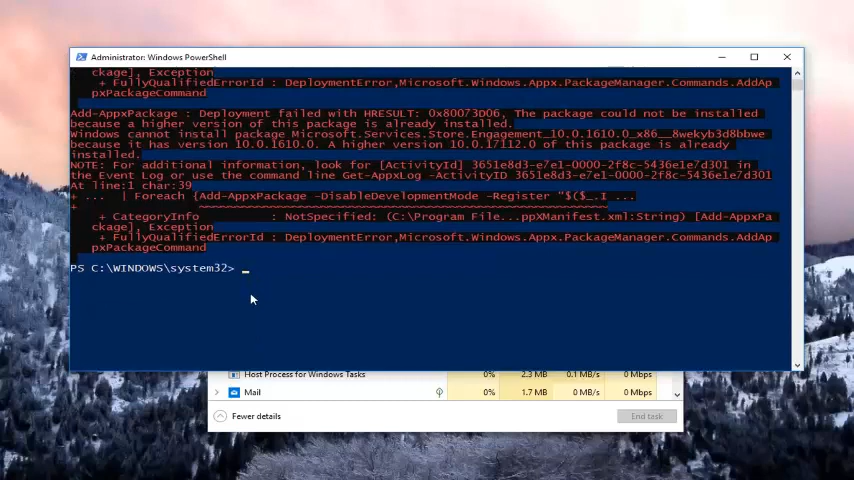 Administrator: Windows PowerShell
ckage], Exception
+ FullyQualifiedErrorId : DeploymentError,Microsoft.Windows.Appx.PackageManager.Commands.AddAp
pxPackageCommand
Add-AppxPackage : Deployment failed with HRESULT: 0x80073D06, The package could not be installed
because a higher version of this package is already installed.
Windows cannot install package Microsoft.Services.Store.Engagement_10.0.1610.0_x86__8wekyb3d8bbwe
because it has version 10.0.1610.0. A higher version 10.0.17112.0 of this package is already
installed.
NOTE: For additional information, look for [ActivityId] 3651e8d3-e7e1-0000-2f8c-5436e1e7d301 in
the Event Log or use the command line Get-AppxLog -ActivityID 3651e8d3-e7e1-0000-2f8c-5436e1e7d301
At line:1 char:39
+ ... | Foreach {Add-AppxPackage -DisableDevelopmentMode -Register "$($_.I ...
+ ~~~~~~~~~~~~~~~~~~~~~~~~~~~~~~~~~~~~~~~~~~~~~~~~~~~~~~~~
+ CategoryInfo : NotSpecified: (C:\Program File...ppXManifest.xml:String) [Add-AppxPa
ckage], Exception
+ FullyQualifiedErrorId : DeploymentError,Microsoft.Windows.Appx.PackageManager.Commands.AddAp
pxPackageCommand
PS C:\WINDOWS\system32> _
Host Process for Windows Tasks 0% 2.3 MB 0.1 MB/s 0 Mbps
Mail 0% 1.7 MB 0 MB/s 0 Mbps
Fewer details End task